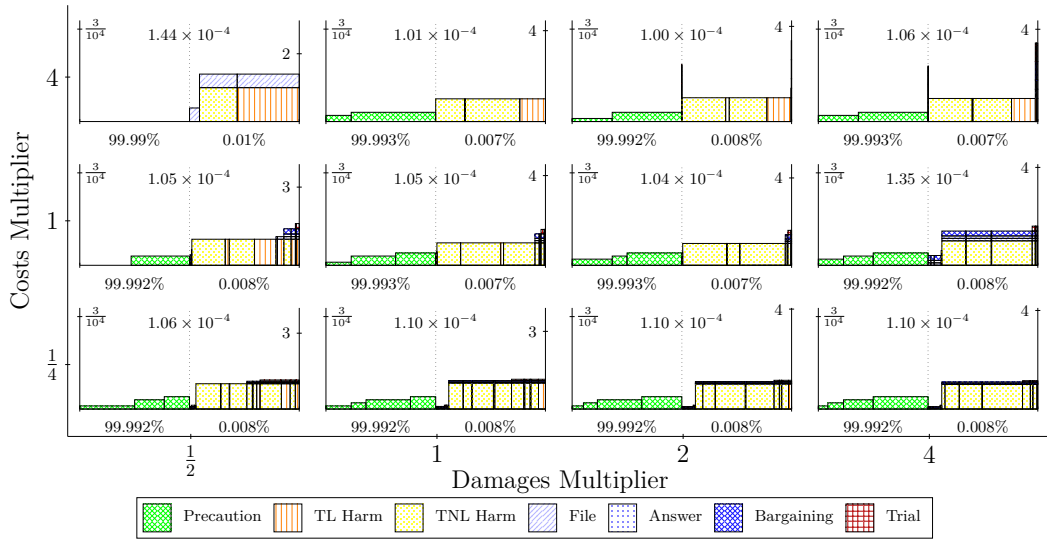 3/10⁴ 1.44 × 10⁻⁴ 2 3/10⁴ 1.01 × 10⁻⁴ 4 3/10⁴ 1.00 × 10⁻⁴ 4 3/10⁴ 1.06 × 10⁻⁴ 4
4
99.99% 0.01% 99.993% 0.007% 99.992% 0.008% 99.993% 0.007%
3/10⁴ 1.05 × 10⁻⁴ 3 3/10⁴ 1.05 × 10⁻⁴ 4 3/10⁴ 1.04 × 10⁻⁴ 4 3/10⁴ 1.35 × 10⁻⁴ 4
Costs Multiplier
1
99.992% 0.008% 99.993% 0.007% 99.993% 0.007% 99.992% 0.008%
3/10⁴ 1.06 × 10⁻⁴ 3 3/10⁴ 1.10 × 10⁻⁴ 3 3/10⁴ 1.10 × 10⁻⁴ 4 3/10⁴ 1.10 × 10⁻⁴ 4
1/4
99.992% 0.008% 99.992% 0.008% 99.992% 0.008% 99.992% 0.008%
1/2 1 2 4
Damages Multiplier
Precaution TL Harm TNL Harm File Answer Bargaining Trial